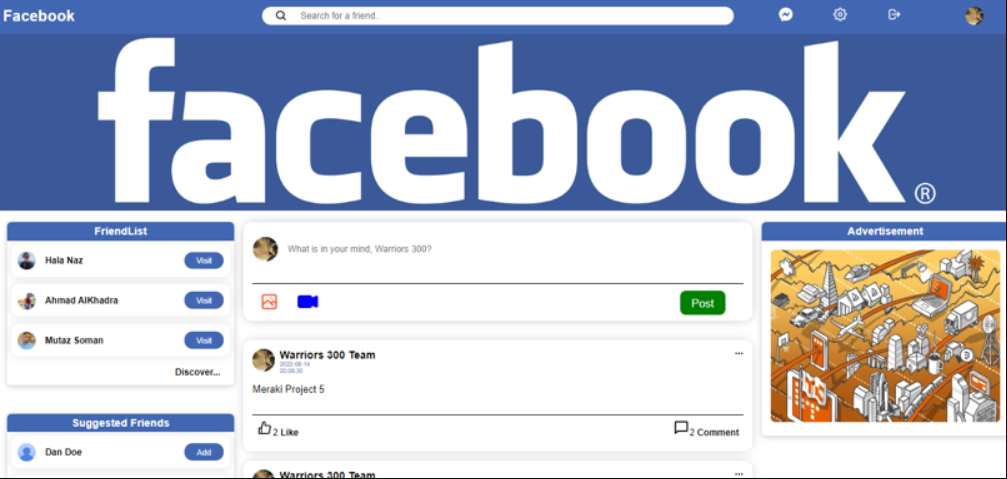 Facebook
Search for a friend..
facebook®
FriendList
Hala Naz
Visit
Ahmad AlKhadra
Visit
Mutaz Soman
Visit
Discover...
Suggested Friends
Dan Doe
Add
What is in your mind, Warriors 300?
Post
Warriors 300 Team
2022-06-14
20:06:30
Meraki Project 5
2 Like
2 Comment
Warriors 300 Team
Advertisement